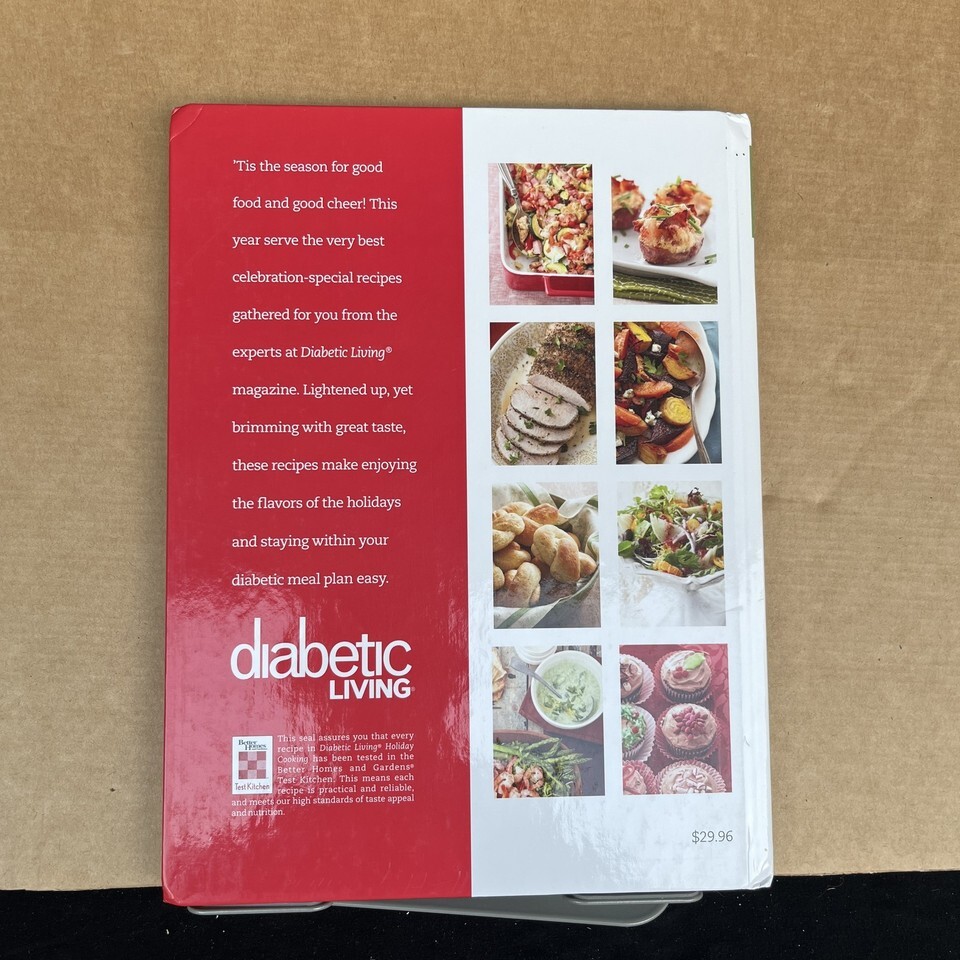 'Tis the season for good
food and good cheer! This
year serve the very best
celebration-special recipes
gathered for you from the
experts at Diabetic Living®
magazine. Lightened up, yet
brimming with great taste,
these recipes make enjoying
the flavors of the holidays
and staying within your
diabetic meal plan easy.
diabetic
LIVING®
Better
Homes
Test Kitchen
This seal assures you that every
recipe in Diabetic Living® Holiday
Cooking has been tested in the
Better Homes and Gardens®
Test Kitchen. This means each
recipe is practical and reliable,
and meets our high standards of taste appeal
and nutrition.
$29.96